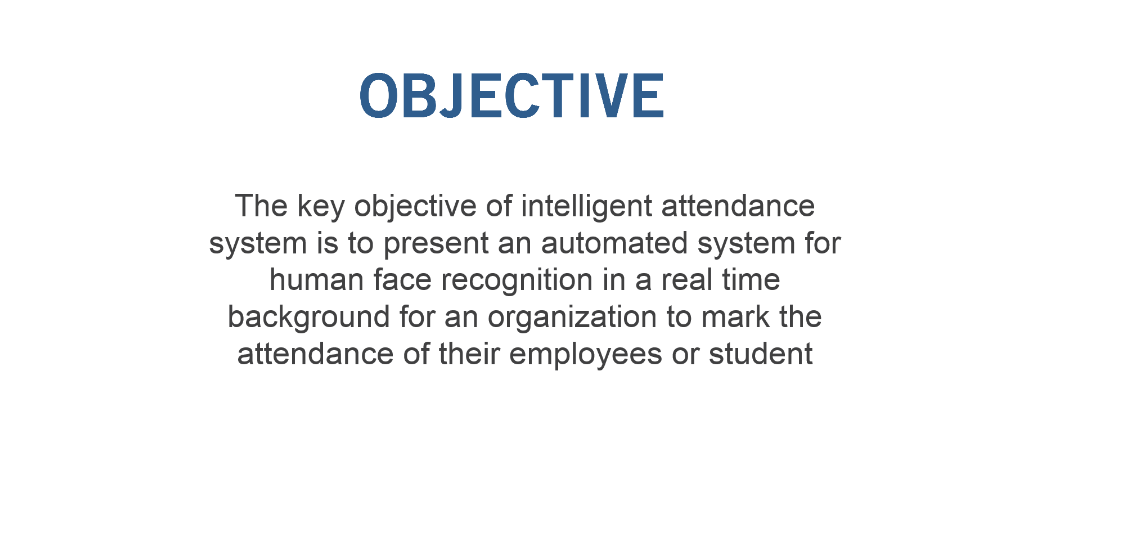 OBJECTIVE
The key objective of intelligent attendance
system is to present an automated system for
human face recognition in a real time
background for an organization to mark the
attendance of their employees or student